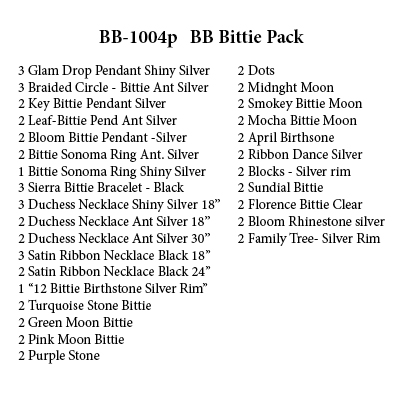 BB-1004p BB Bittie Pack
3 Glam Drop Pendant Shiny Silver
3 Braided Circle - Bittie Ant Silver
2 Key Bittie Pendant Silver
2 Leaf-Bittie Pend Ant Silver
2 Bloom Bittie Pendant -Silver
2 Bittie Sonoma Ring Ant. Silver
1 Bittie Sonoma Ring Shiny Silver
3 Sierra Bittie Bracelet - Black
3 Duchess Necklace Shiny Silver 18”
2 Duchess Necklace Ant Silver 18”
2 Duchess Necklace Ant Silver 30”
3 Satin Ribbon Necklace Black 18”
2 Satin Ribbon Necklace Black 24”
1 “12 Bittie Birthstone Silver Rim”
2 Turquoise Stone Bittie
2 Green Moon Bittie
2 Pink Moon Bittie
2 Purple Stone
2 Dots
2 Midnght Moon
2 Smokey Bittie Moon
2 Mocha Bittie Moon
2 April Birthsone
2 Ribbon Dance Silver
2 Blocks - Silver rim
2 Sundial Bittie
2 Florence Bittie Clear
2 Bloom Rhinestone silver
2 Family Tree- Silver Rim